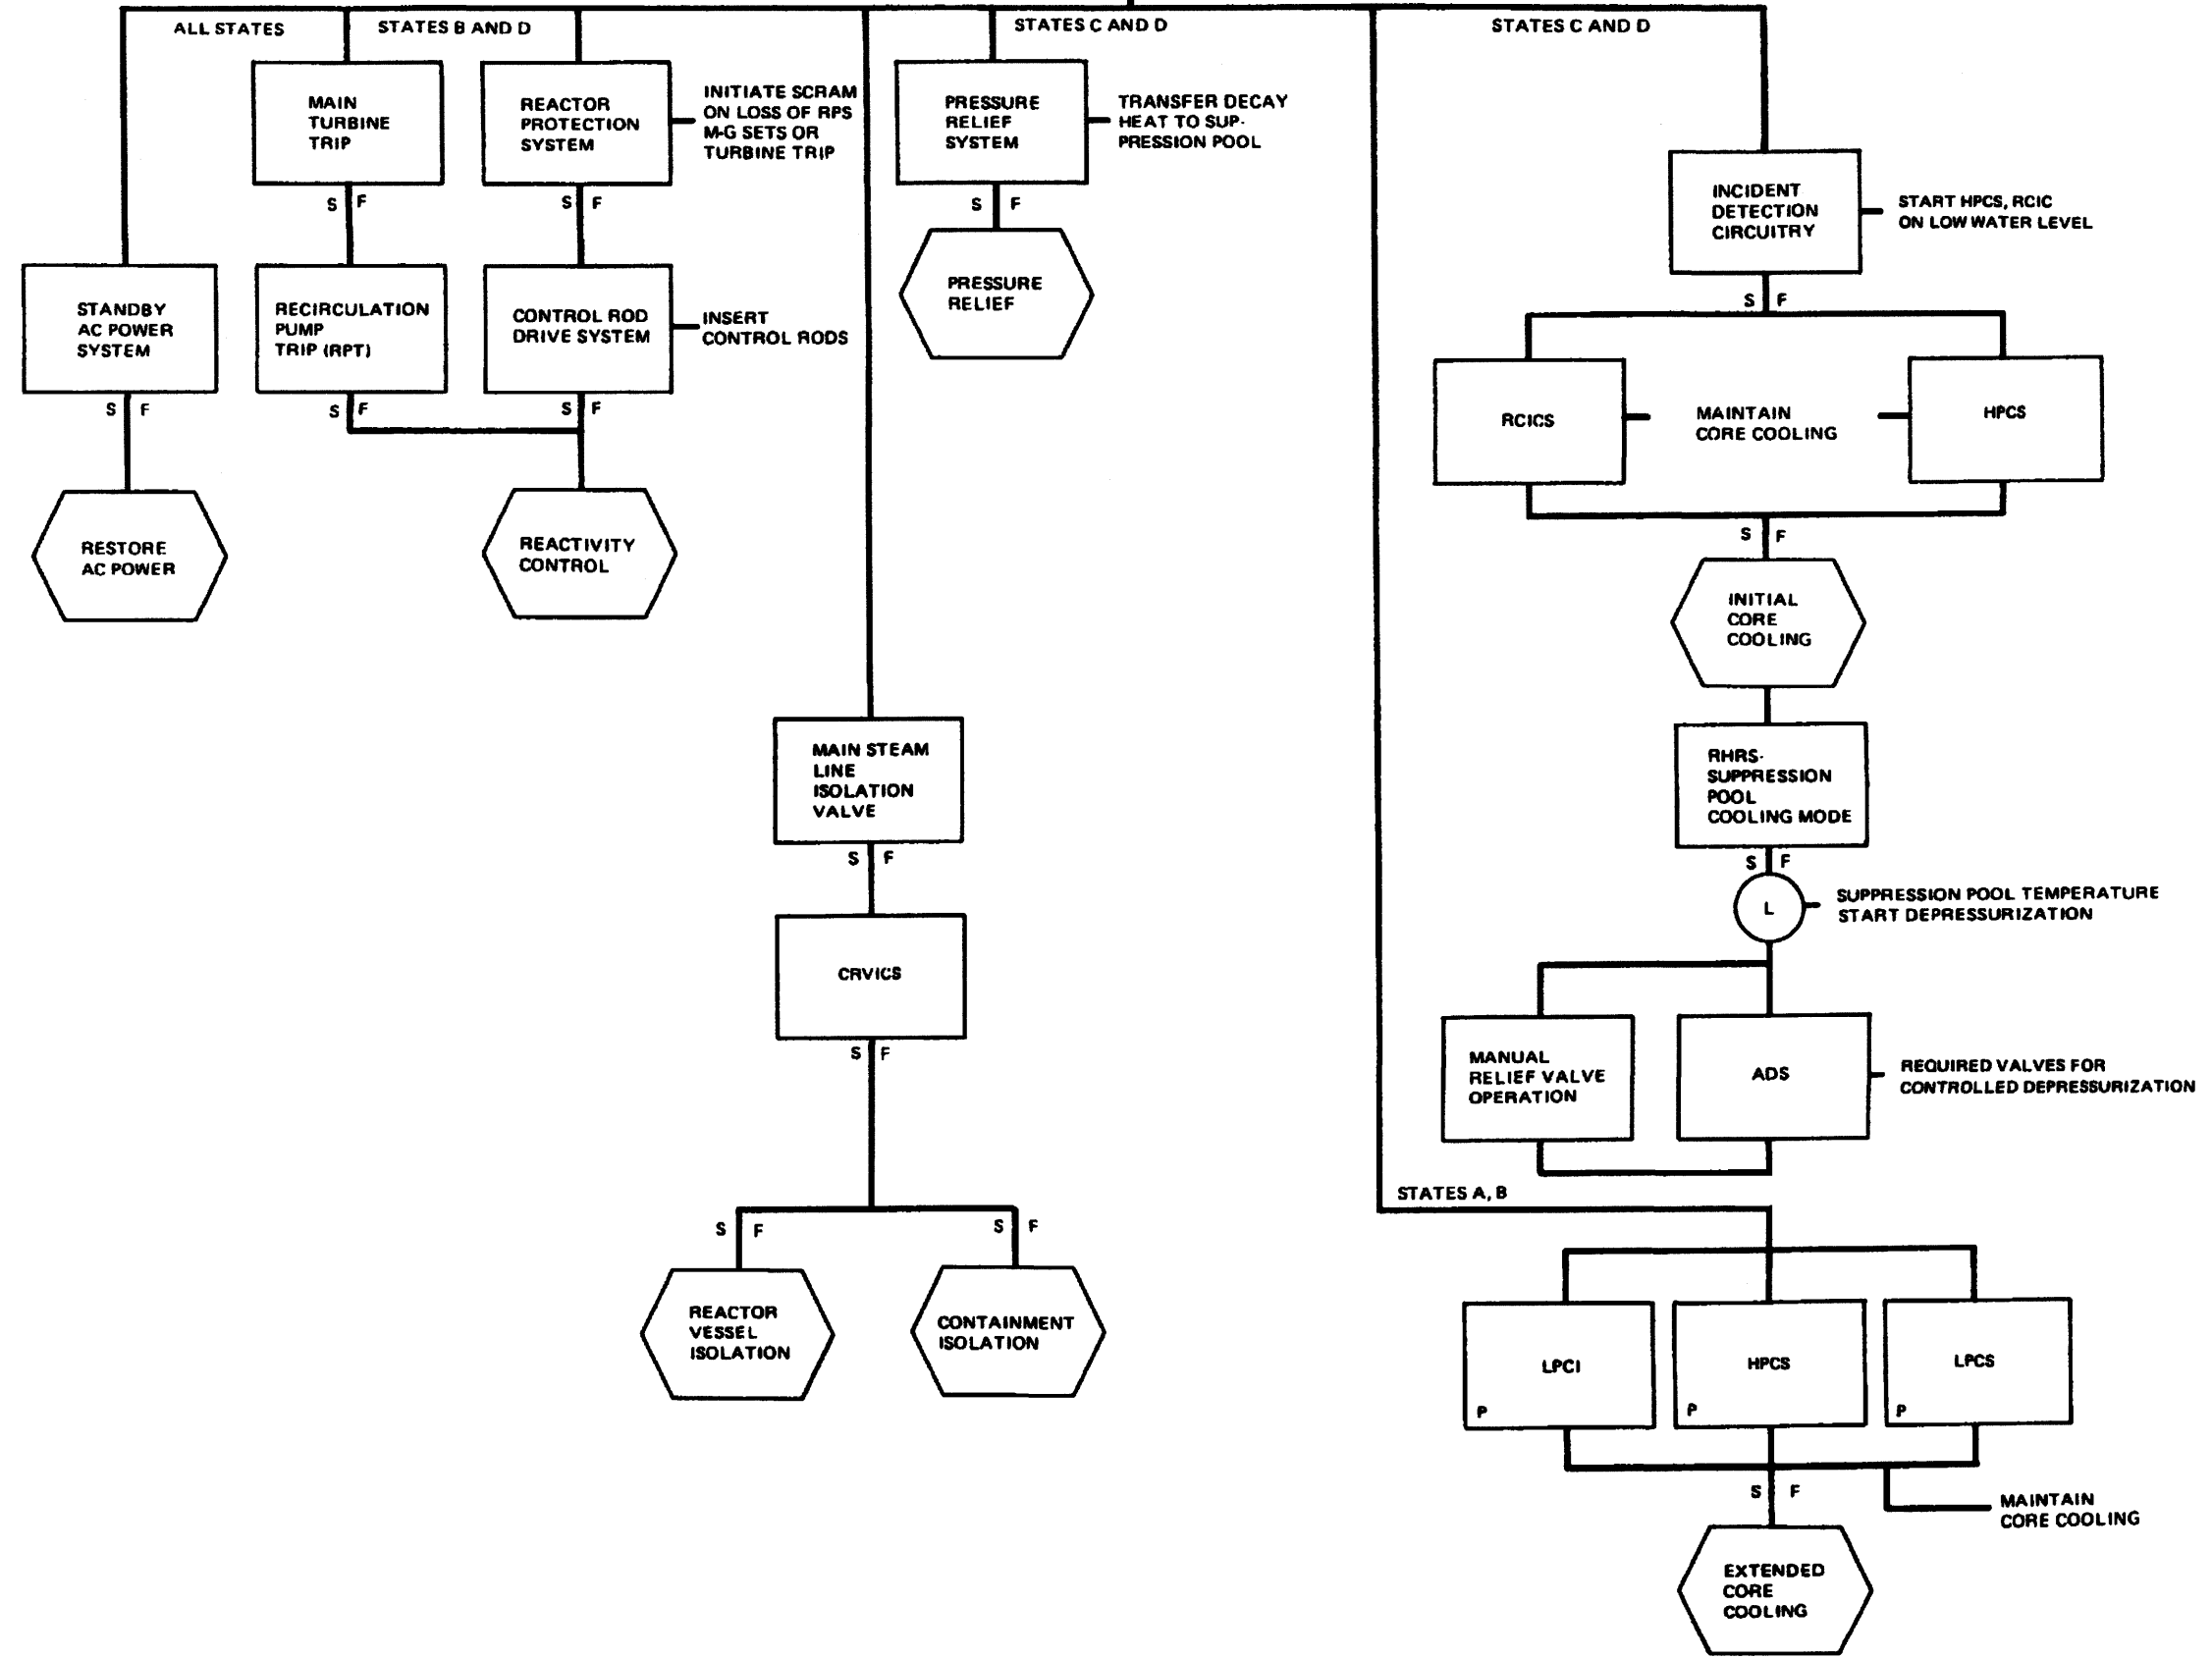 ALL STATES
STATES B AND D
STATES C AND D
STATES C AND D
MAIN
TURBINE
TRIP
S F
REACTOR
PROTECTION
SYSTEM
S F
INITIATE SCRAM
ON LOSS OF RPS
M-G SETS OR
TURBINE TRIP
PRESSURE
RELIEF
SYSTEM
S F
TRANSFER DECAY
HEAT TO SUP-
PRESSION POOL
PRESSURE
RELIEF
INCIDENT
DETECTION
CIRCUITRY
S F
START HPCS, RCIC
ON LOW WATER LEVEL
STANDBY
AC POWER
SYSTEM
S F
RECIRCULATION
PUMP
TRIP (RPT)
S F
CONTROL ROD
DRIVE SYSTEM
S F
INSERT
CONTROL RODS
RESTORE
AC POWER
REACTIVITY
CONTROL
RCICS
MAINTAIN
CORE COOLING
HPCS
S F
INITIAL
CORE
COOLING
MAIN STEAM
LINE
ISOLATION
VALVE
S F
CRVICS
S F
S F
S F
REACTOR
VESSEL
ISOLATION
CONTAINMENT
ISOLATION
RHRS-
SUPPRESSION
POOL
COOLING MODE
S F
L
SUPPRESSION POOL TEMPERATURE
START DEPRESSURIZATION
MANUAL
RELIEF VALVE
OPERATION
ADS
REQUIRED VALVES FOR
CONTROLLED DEPRESSURIZATION
STATES A, B
LPCI
P
HPCS
P
LPCS
P
S F
MAINTAIN
CORE COOLING
EXTENDED
CORE
COOLING